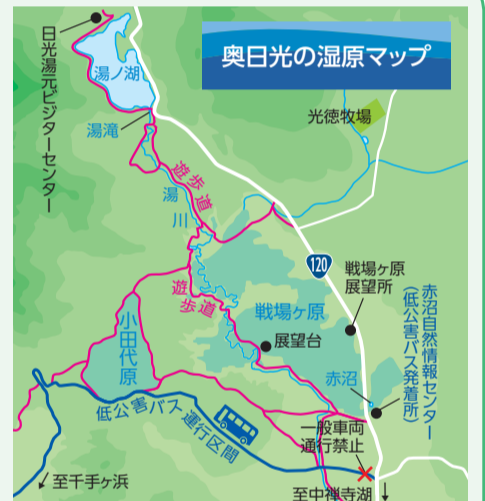 奥日光の湿原マップ
日光湯元ビジターセンター
湯ノ湖
湯滝
光徳牧場
遊歩道
湯川
120
戦場ヶ原
展望所
赤沼自然情報センター
(低公害バス発着所)
遊歩道
戦場ヶ原
展望台
小田代原
赤沼
低公害バス運行区間
一般車両
通行禁止
至千手ヶ浜
至中禅寺湖